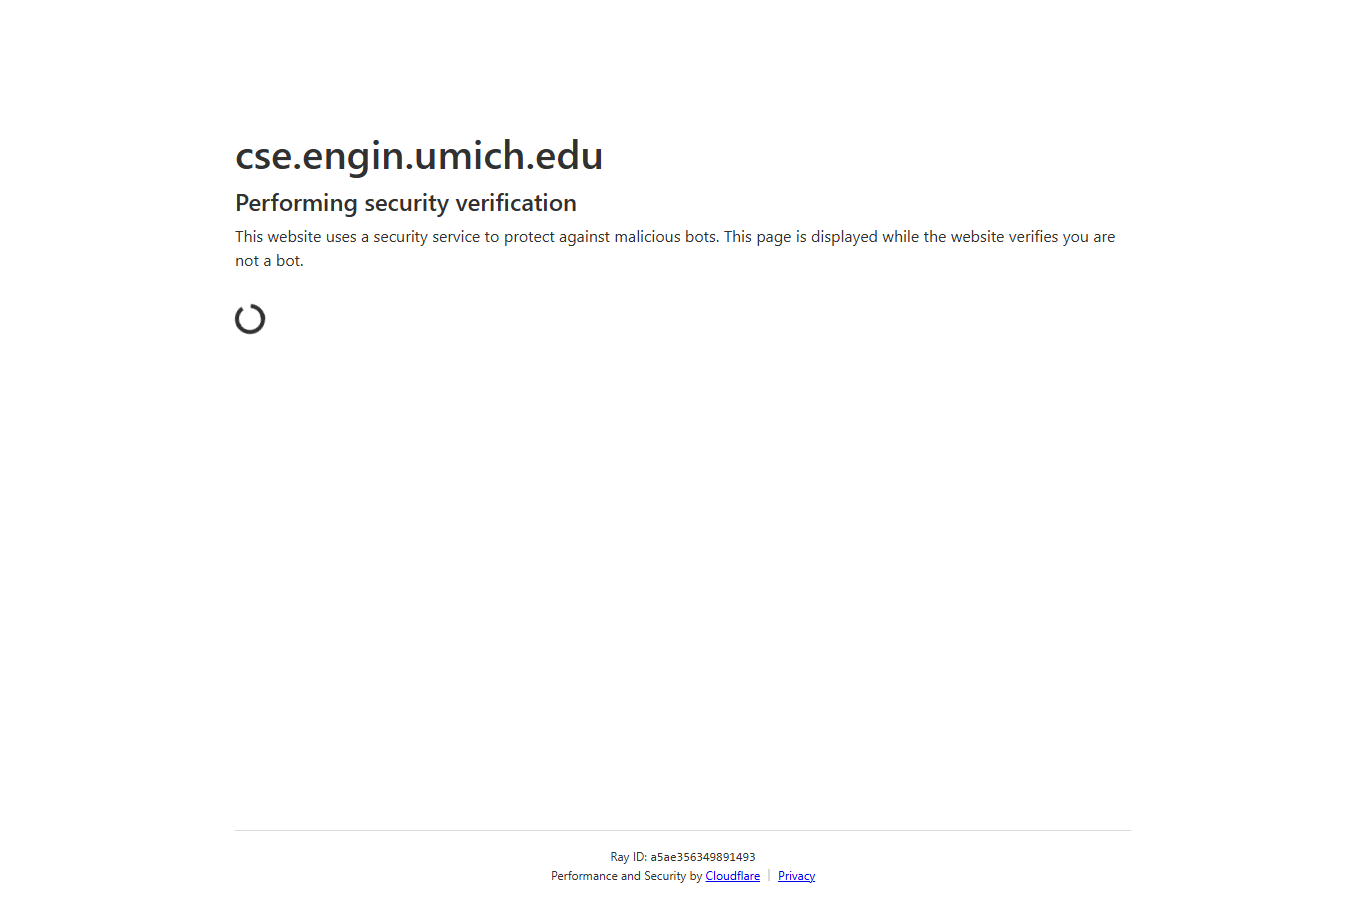 cse.engin.umich.edu
Performing security verification
This website uses a security service to protect against malicious bots. This page is displayed while the website verifies you are
not a bot.
Ray ID: a5ae356349891493
Performance and Security by Cloudflare | Privacy